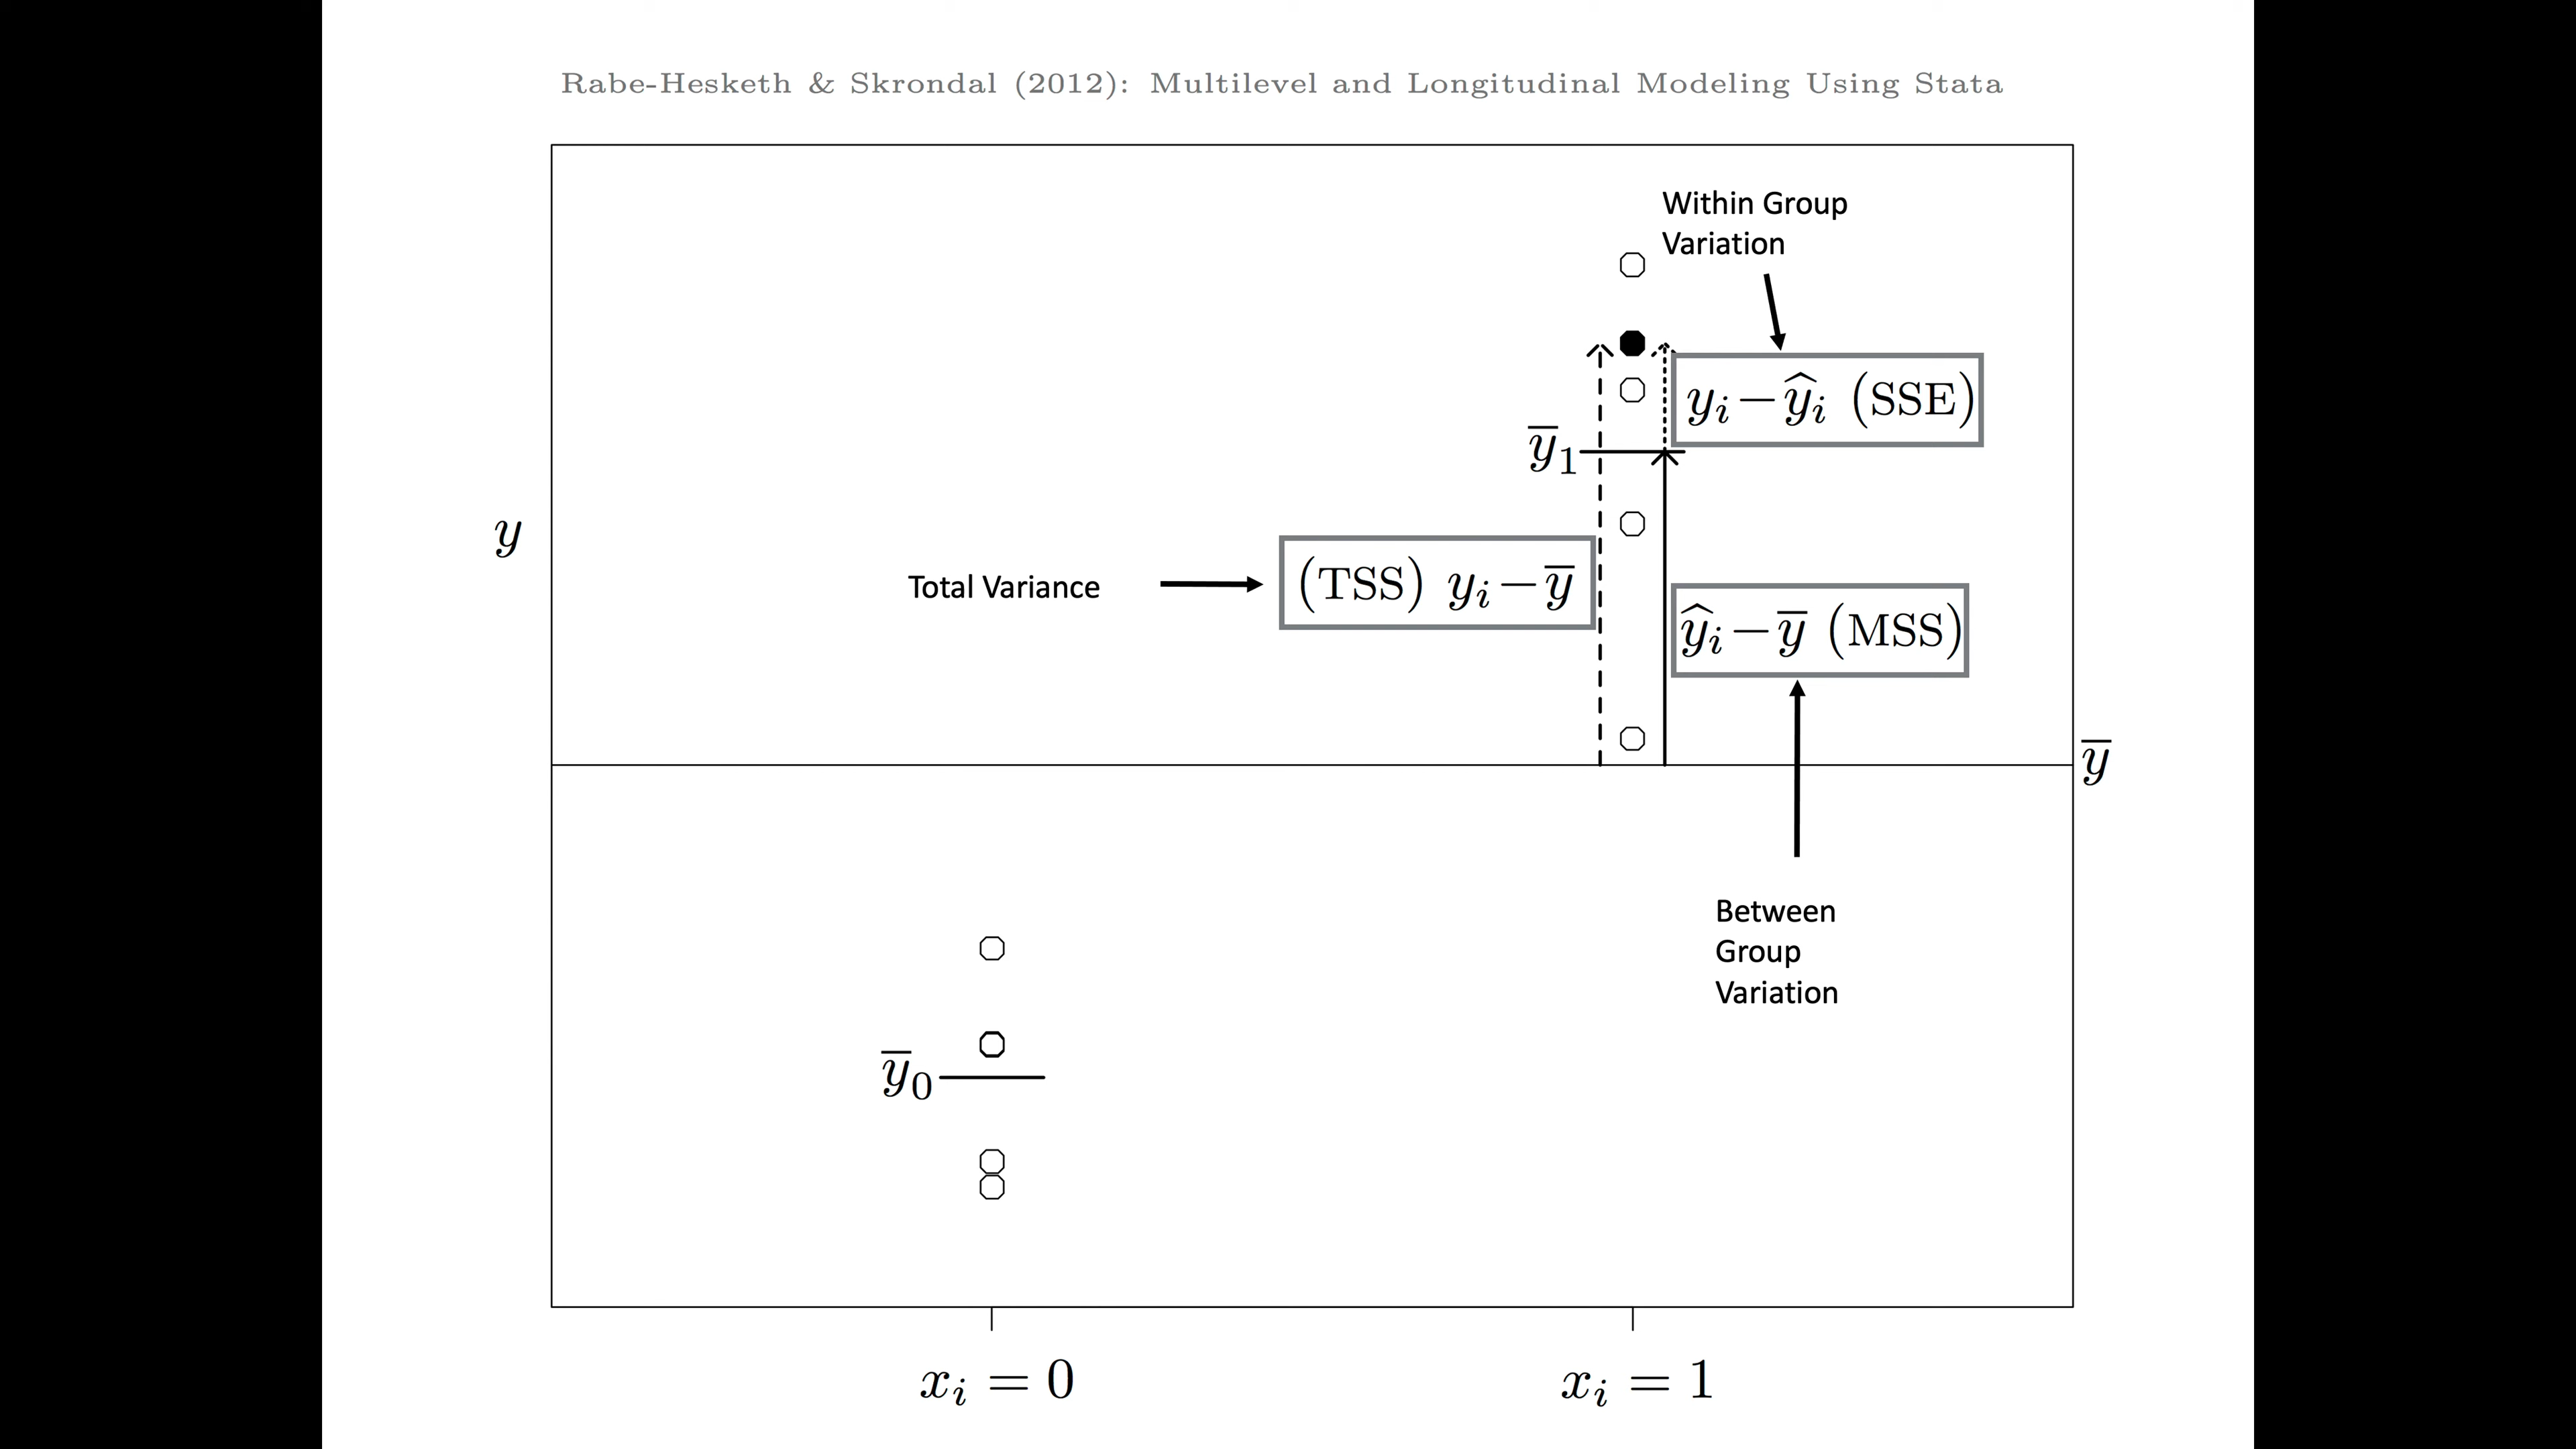 Rabe-Hesketh & Skrondal (2012): Multilevel and Longitudinal Modeling Using Stata
Within Group
Variation
yᵢ − ŷᵢ (SSE)
ȳ₁
y
Total Variance
(TSS) yᵢ − ȳ
ŷᵢ − ȳ (MSS)
ȳ
Between
Group
Variation
ȳ₀
xᵢ = 0
xᵢ = 1